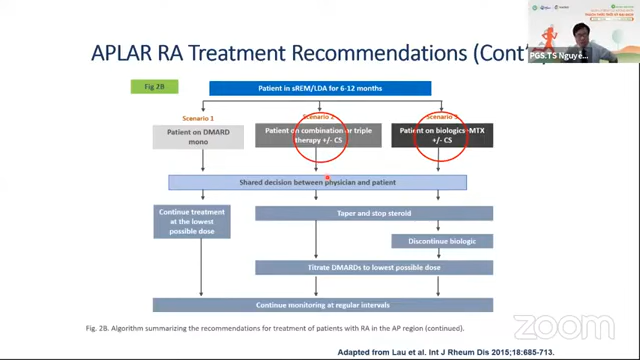 APLAR RA Treatment Recommendations (Cont'
PGS.TS Nguye
Fig 2B
Patient in sREM/LDA for 6-12 months
Scenario 1
Scenario 2
Scenario 3
Patient on DMARD
mono
Patient on combination or triple
therapy +/- CS
Patient on biologics+MTX
+/- CS
Shared decision between physician and patient
Continue treatment
at the lowest
possible dose
Taper and stop steroid
Discontinue biologic
Titrate DMARDs to lowest possible dose
Continue monitoring at regular intervals
zoom
Fig. 2B. Algorithm summarizing the recommendations for treatment of patients with RA in the AP region (continued).
Adapted from Lau et al. Int J Rheum Dis 2015;18:685-713.